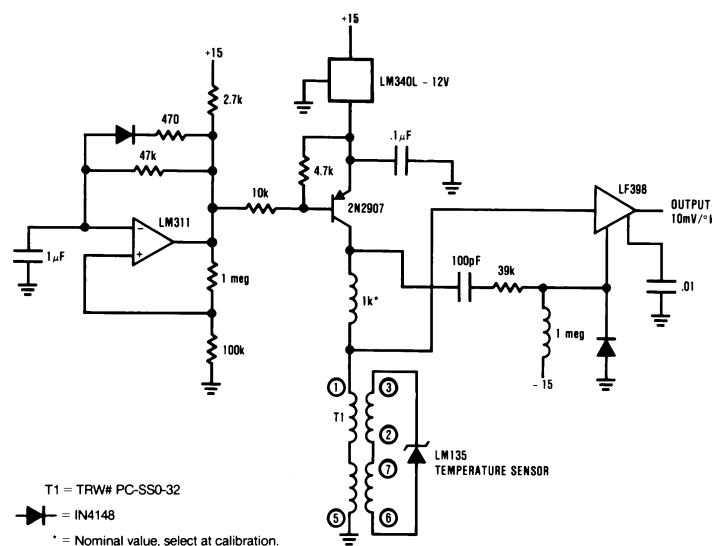 +15
+15
2.7k
LM340L – 12V
470
.1µF
47k
4.7k
10k
LM311
2N2907
LF398
OUTPUT
10mV/°k
1µF
−
+
1 meg
100pF
39k
.01
1k*
1 meg
100k
- 15
1
3
T1
2
7
LM135
TEMPERATURE SENSOR
5
6
T1 = TRW# PC-SS0-32
= IN4148
* = Nominal value, select at calibration.